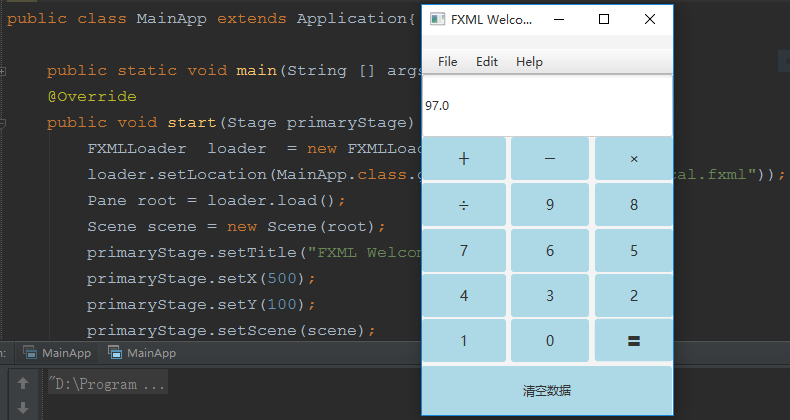 public class MainApp extends Application{
public static void main(String [] args
@Override
public void start(Stage primaryStage)
FXMLLoader loader = new FXMLLoa
loader.setLocation(MainApp.class. cal.fxml"));
Pane root = loader.load();
Scene scene = new Scene(root);
primaryStage.setTitle("FXML Welcom
primaryStage.setX(500);
primaryStage.setY(100);
primaryStage.setScene(scene);
n: MainApp MainApp
"D:\Program ...
FXML Welco...
File Edit Help
97.0
+ − ×
÷ 9 8
7 6 5
4 3 2
1 0 =
清空数据